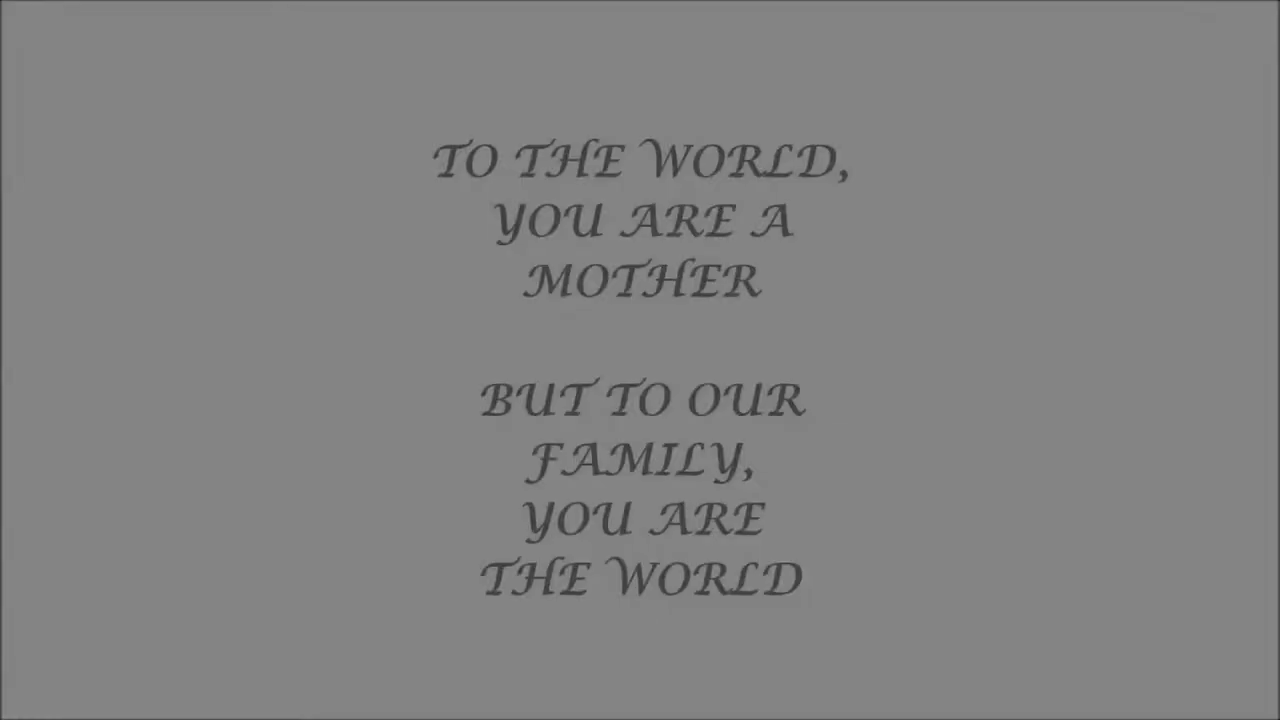 TO THE WORLD,
YOU ARE A
MOTHER
BUT TO OUR
FAMILY,
YOU ARE
THE WORLD